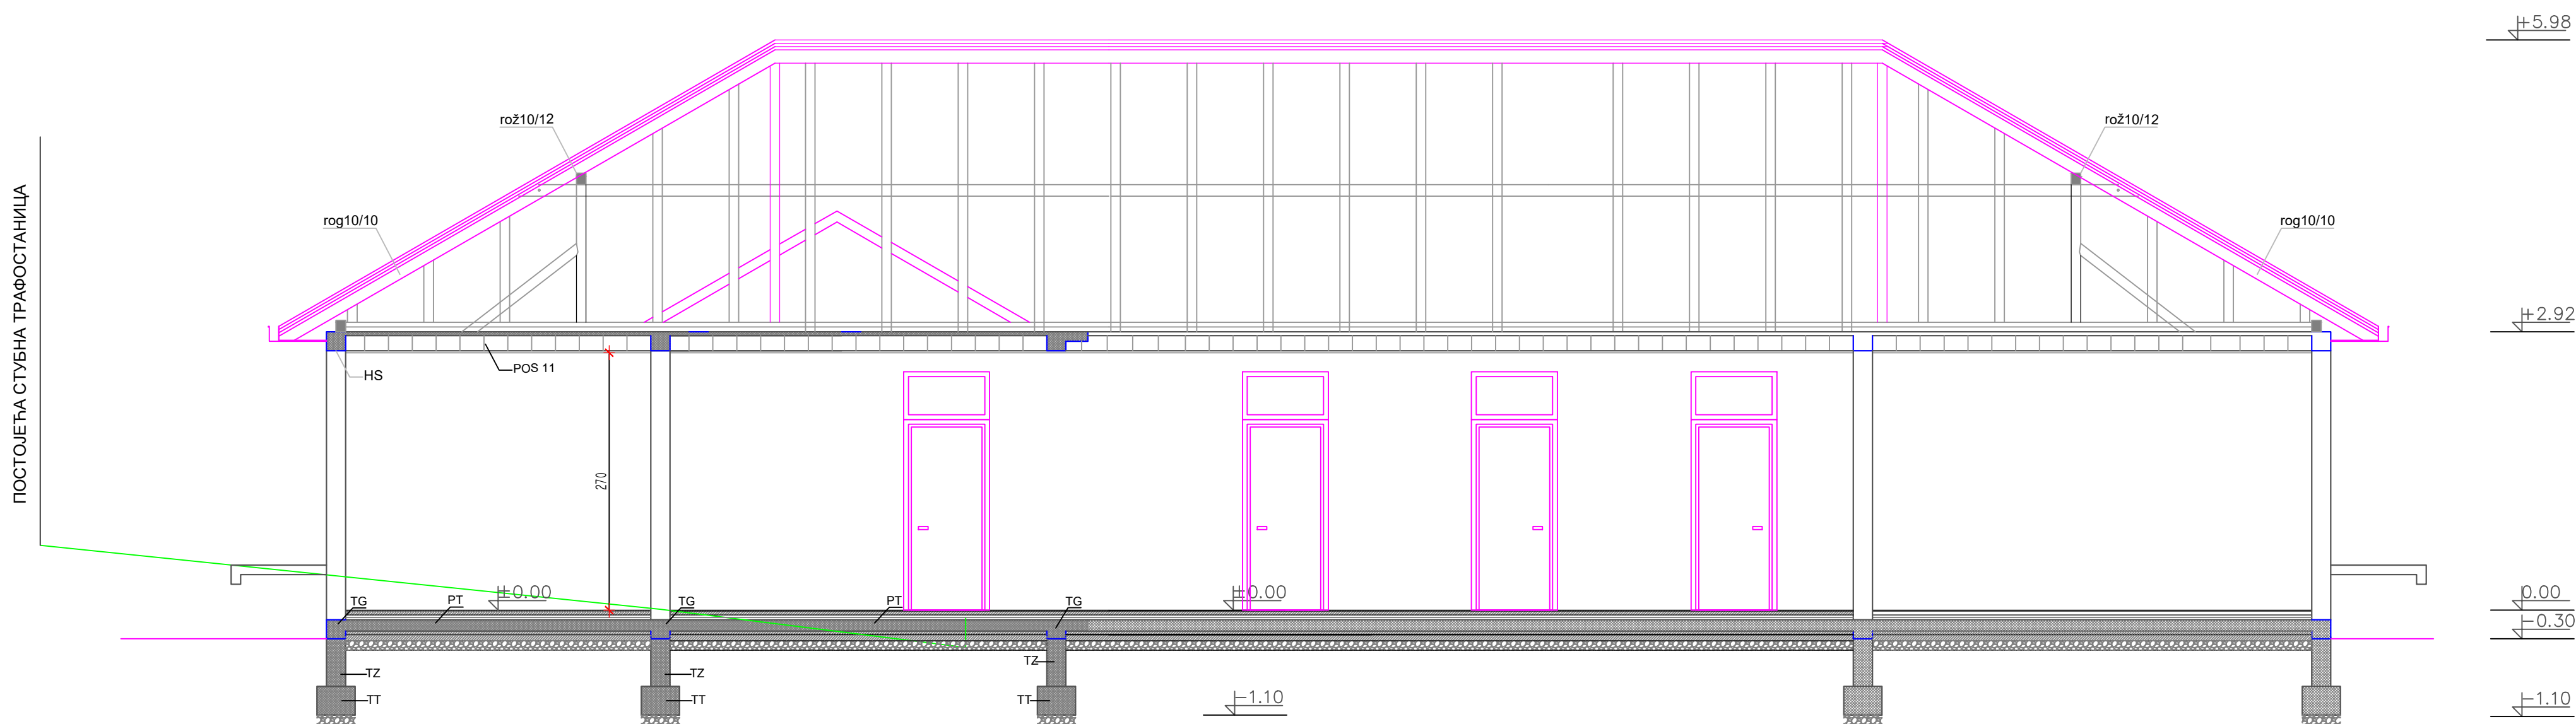 +5.98
rož10/12
rož10/12
ПОСТОЈЕЋА СТУБНА ТРАФОСТАНИЦА
rog10/10
rog10/10
+2.92
HS
POS 11
270
±0.00
±0.00
0.00
TG
PT
TG
PT
TG
-0.30
TZ
TZ
TZ
TT
TT
TT
-1.10
-1.10